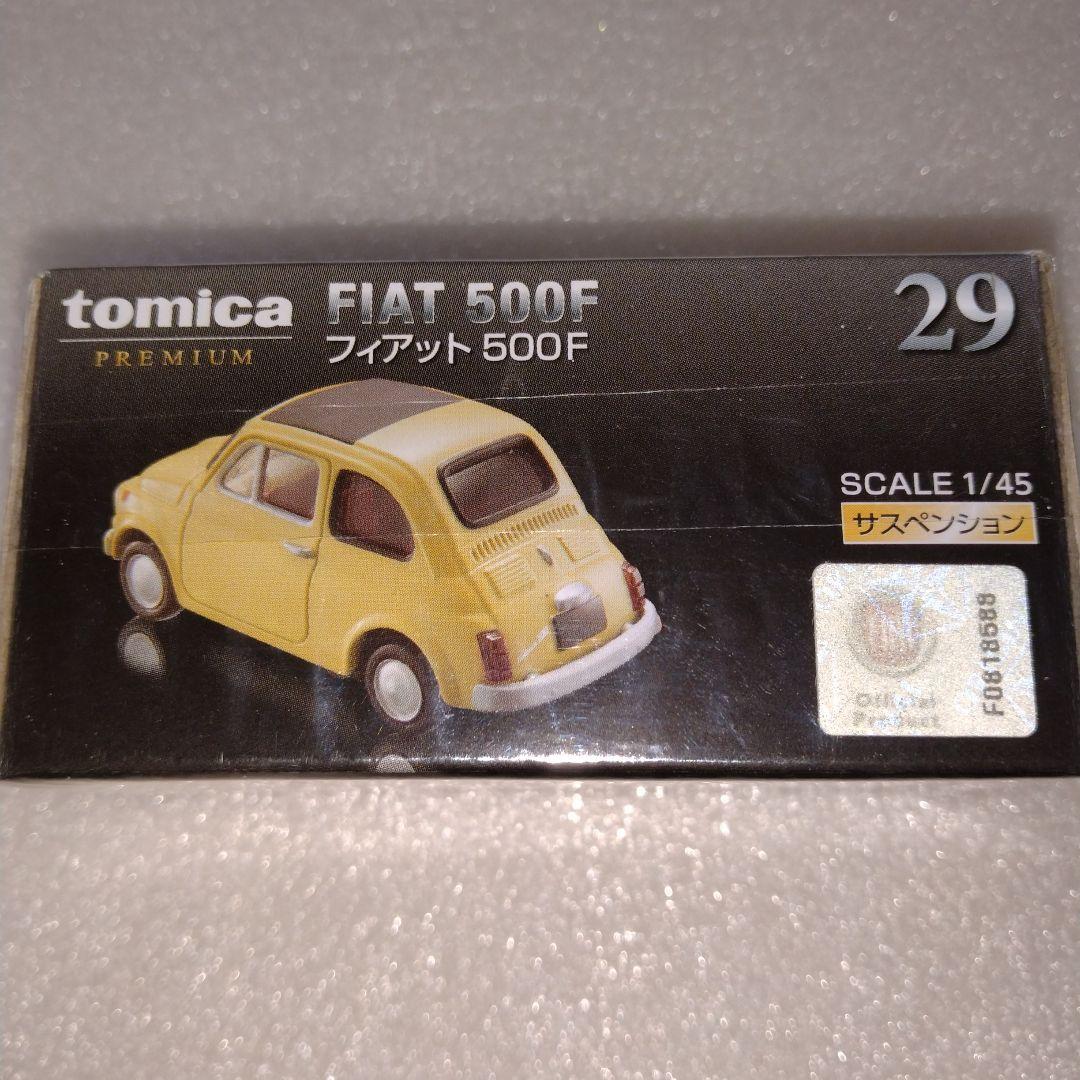 tomica
PREMIUM
FIAT 500F
フィアット 500F
29
SCALE 1/45
サスペンション
Official
Product
F0818588